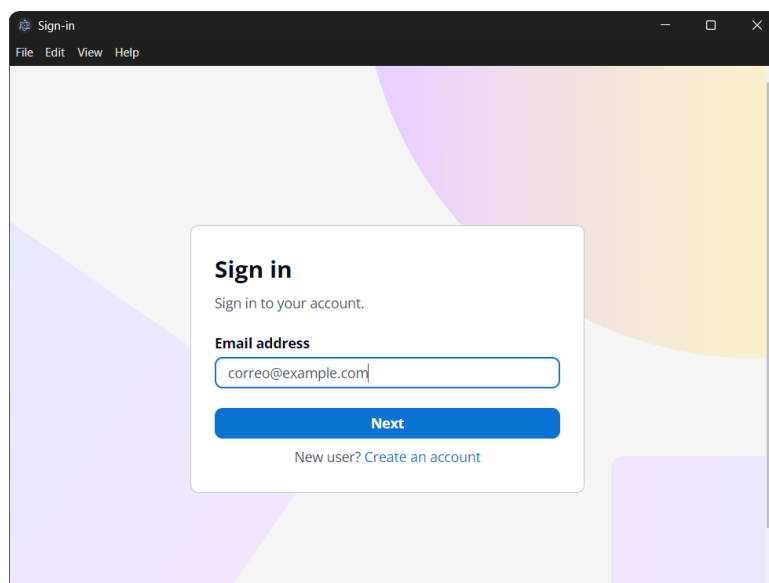 Sign-in
File Edit View Help
Sign in
Sign in to your account.
Email address
correo@example.com
Next
New user? Create an account